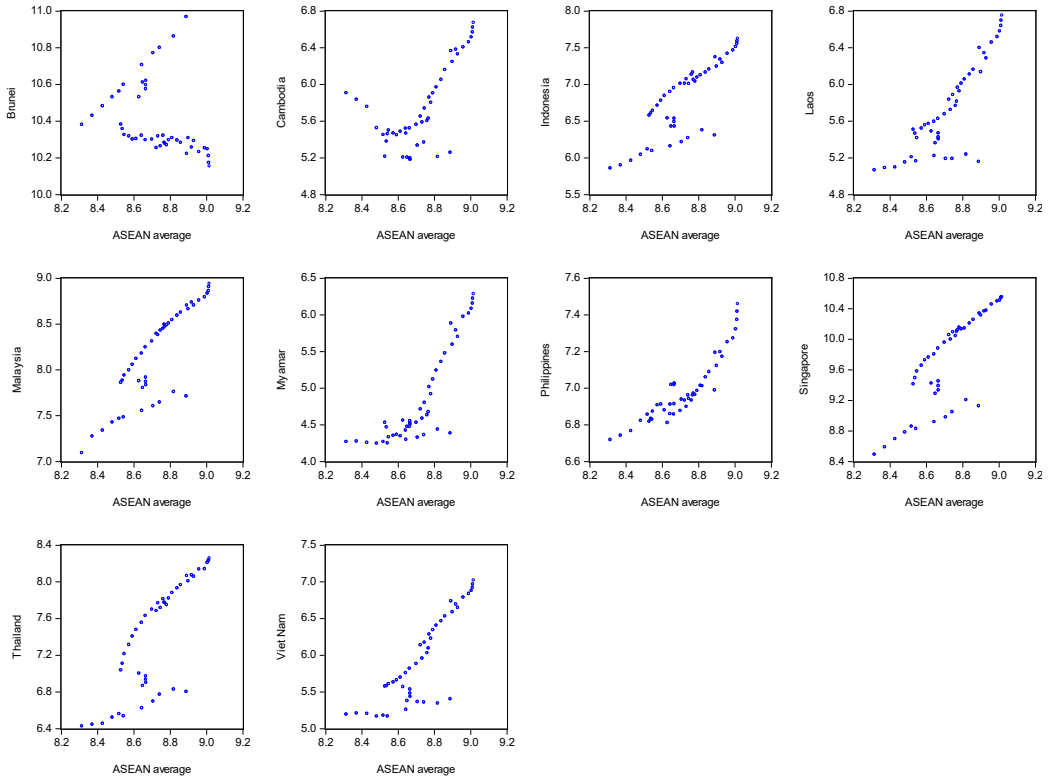 11.0
10.8
10.6
10.4
10.2
10.0
Brunei
8.2 8.4 8.6 8.8 9.0 9.2
ASEAN average
6.8
6.4
6.0
5.6
5.2
4.8
Cambodia
8.2 8.4 8.6 8.8 9.0 9.2
ASEAN average
8.0
7.5
7.0
6.5
6.0
5.5
Indonesia
8.2 8.4 8.6 8.8 9.0 9.2
ASEAN average
6.8
6.4
6.0
5.6
5.2
4.8
Laos
8.2 8.4 8.6 8.8 9.0 9.2
ASEAN average
9.0
8.5
8.0
7.5
7.0
Malaysia
8.2 8.4 8.6 8.8 9.0 9.2
ASEAN average
6.5
6.0
5.5
5.0
4.5
4.0
Myanmar
8.2 8.4 8.6 8.8 9.0 9.2
ASEAN average
7.6
7.4
7.2
7.0
6.8
6.6
Philippines
8.2 8.4 8.6 8.8 9.0 9.2
ASEAN average
10.8
10.4
10.0
9.6
9.2
8.8
8.4
Singapore
8.2 8.4 8.6 8.8 9.0 9.2
ASEAN average
8.4
8.0
7.6
7.2
6.8
6.4
Thailand
8.2 8.4 8.6 8.8 9.0 9.2
ASEAN average
7.5
7.0
6.5
6.0
5.5
5.0
Viet Nam
8.2 8.4 8.6 8.8 9.0 9.2
ASEAN average